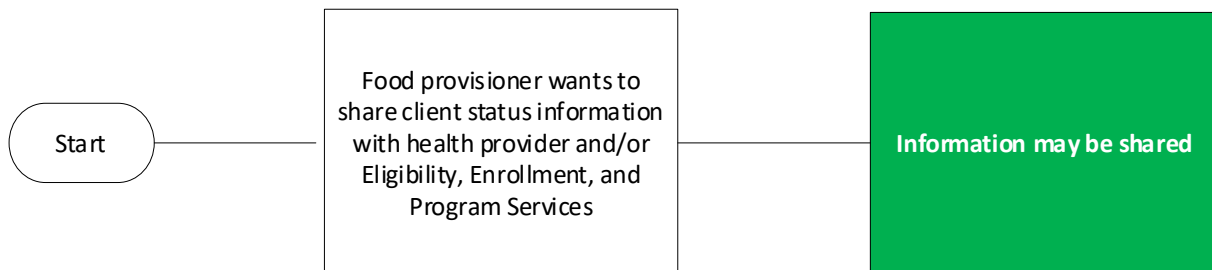 Start
Food provisioner wants to
share client status information
with health provider and/or
Eligibility, Enrollment, and
Program Services
Information may be shared